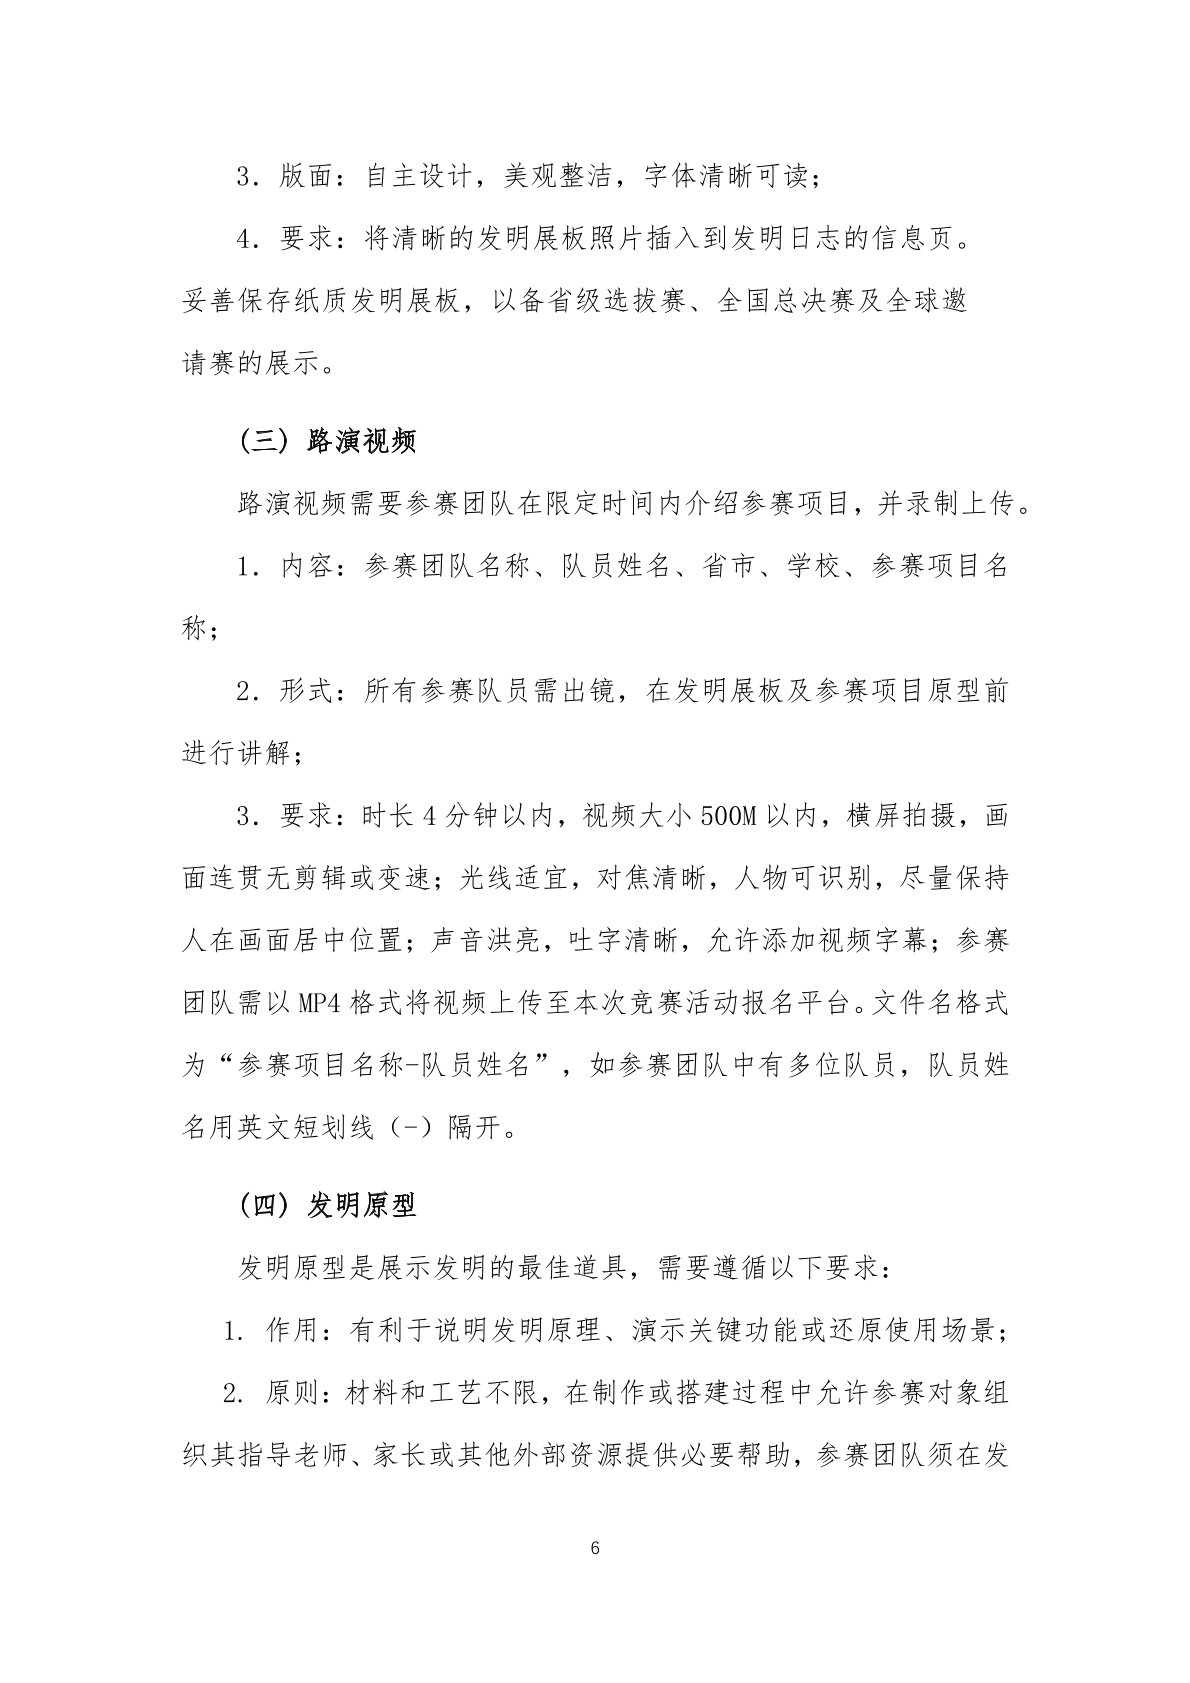 3. 版面：自主设计，美观整洁，字体清晰可读；
4. 要求：将清晰的发明展板照片插入到发明日志的信息页。
妥善保存纸质发明展板，以备省级选拔赛、全国总决赛及全球邀
请赛的展示。
(三) 路演视频
路演视频需要参赛团队在限定时间内介绍参赛项目，并录制上传。
1. 内容：参赛团队名称、队员姓名、省市、学校、参赛项目名
称；
2. 形式：所有参赛队员需出镜，在发明展板及参赛项目原型前
进行讲解；
3. 要求：时长 4 分钟以内，视频大小 500M 以内，横屏拍摄，画
面连贯无剪辑或变速；光线适宜，对焦清晰，人物可识别，尽量保持
人在画面居中位置；声音洪亮，吐字清晰，允许添加视频字幕；参赛
团队需以 MP4 格式将视频上传至本次竞赛活动报名平台。文件名格式
为“参赛项目名称-队员姓名”，如参赛团队中有多位队员，队员姓
名用英文短划线（-）隔开。
(四) 发明原型
发明原型是展示发明的最佳道具，需要遵循以下要求：
1. 作用：有利于说明发明原理、演示关键功能或还原使用场景；
2. 原则：材料和工艺不限，在制作或搭建过程中允许参赛对象组
织其指导老师、家长或其他外部资源提供必要帮助，参赛团队须在发
6